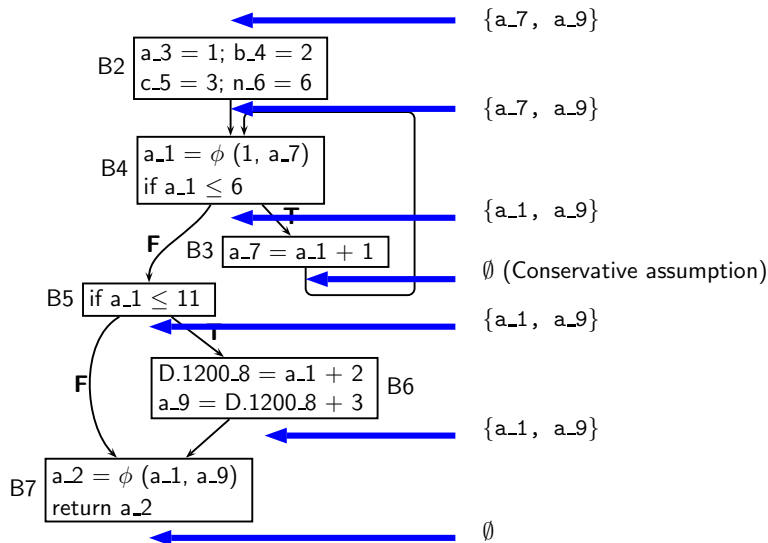 {a_7, a_9}
B2
a_3 = 1; b_4 = 2
c_5 = 3; n_6 = 6
{a_7, a_9}
B4
a_1 = ϕ (1, a_7)
if a_1 ≤ 6
{a_1, a_9}
T
F
B3
a_7 = a_1 + 1
∅ (Conservative assumption)
B5
if a_1 ≤ 11
{a_1, a_9}
T
F
D.1200_8 = a_1 + 2
a_9 = D.1200_8 + 3
B6
{a_1, a_9}
B7
a_2 = ϕ (a_1, a_9)
return a_2
∅